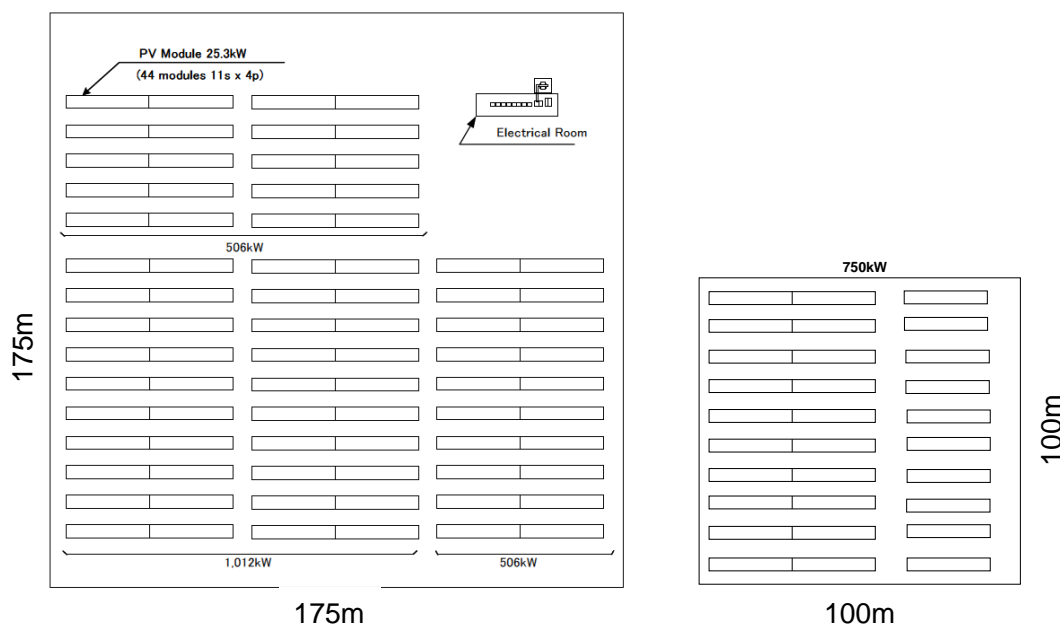 PV Module 25.3kW
(44 modules 11s x 4p)
Electrical Room
506kW
175m
1,012kW
506kW
175m
750kW
100m
100m